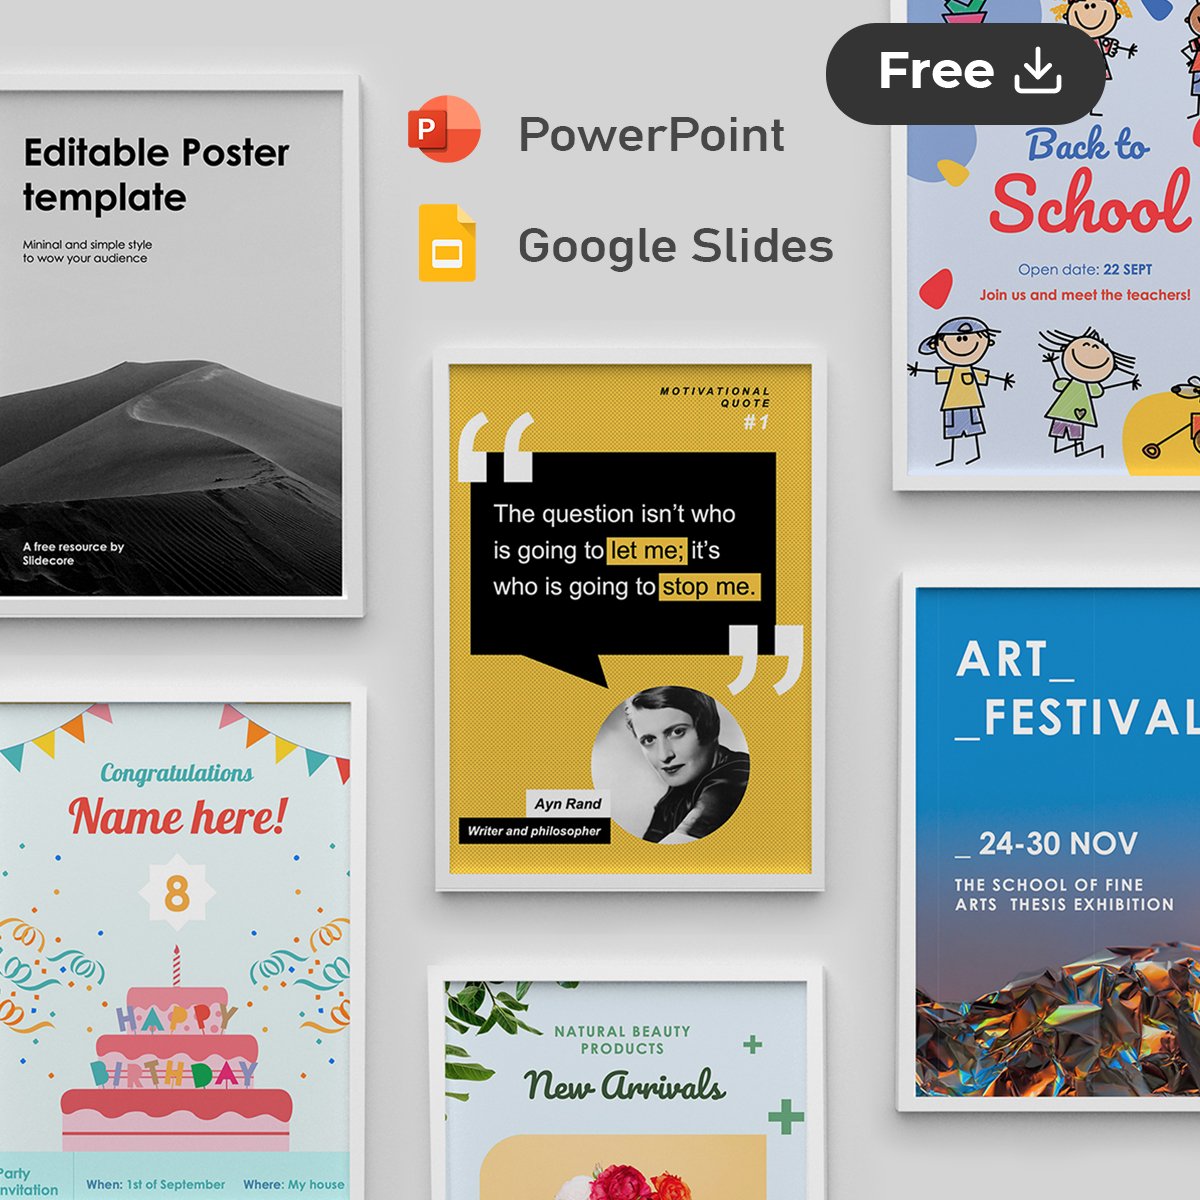 Free
P
PowerPoint
Google Slides
Editable Poster
template
Mininal and simple style
to wow your audience
A free resource by
Slidecore
Back to
School
Open date: 22 SEPT
Join us and meet the teachers!
MOTIVATIONAL
QUOTE
#1
“
The question isn’t who
is going to let me; it’s
who is going to stop me.
”
Ayn Rand
Writer and philosopher
ART_
_FESTIVAL
_ 24-30 NOV
THE SCHOOL OF FINE
ARTS THESIS EXHIBITION
Congratulations
Name here!
8
HAPPY
BIRTHDAY
Party
Invitation
When: 1st of September
Where: My house
NATURAL BEAUTY
PRODUCTS
New Arrivals